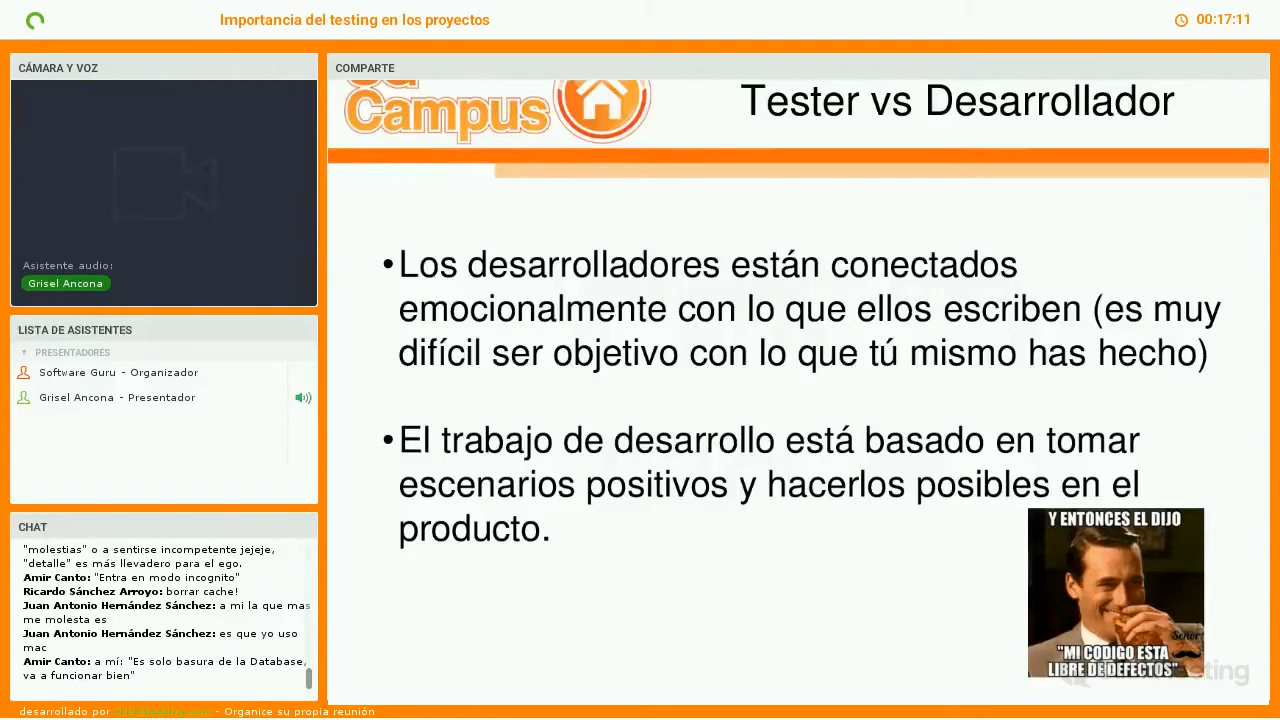 Importancia del testing en los proyectos
00:17:11
CÁMARA Y VOZ
Asistente audio:
Grisel Ancona
LISTA DE ASISTENTES
PRESENTADORES
Software Guru - Organizador
Grisel Ancona - Presentador
CHAT
"molestias" o a sentirse incompetente jejeje,
"detalle" es más llevadero para el ego.
Amir Canto: "Entra en modo incognito"
Ricardo Sánchez Arroyo: borrar cache!
Juan Antonio Hernández Sánchez: a mi la que mas
me molesta es
Juan Antonio Hernández Sánchez: es que yo uso
mac
Amir Canto: a mí: "Es solo basura de la Database,
va a funcionar bien"
COMPARTE
Campus
Tester vs Desarrollador
•Los desarrolladores están conectados
emocionalmente con lo que ellos escriben (es muy
difícil ser objetivo con lo que tú mismo has hecho)
•El trabajo de desarrollo está basado en tomar
escenarios positivos y hacerlos posibles en el
producto.
Y ENTONCES EL DIJO
Señor
"MI CODIGO ESTA
LIBRE DE DEFECTOS"
desarrollado por - Organice su propia reunión